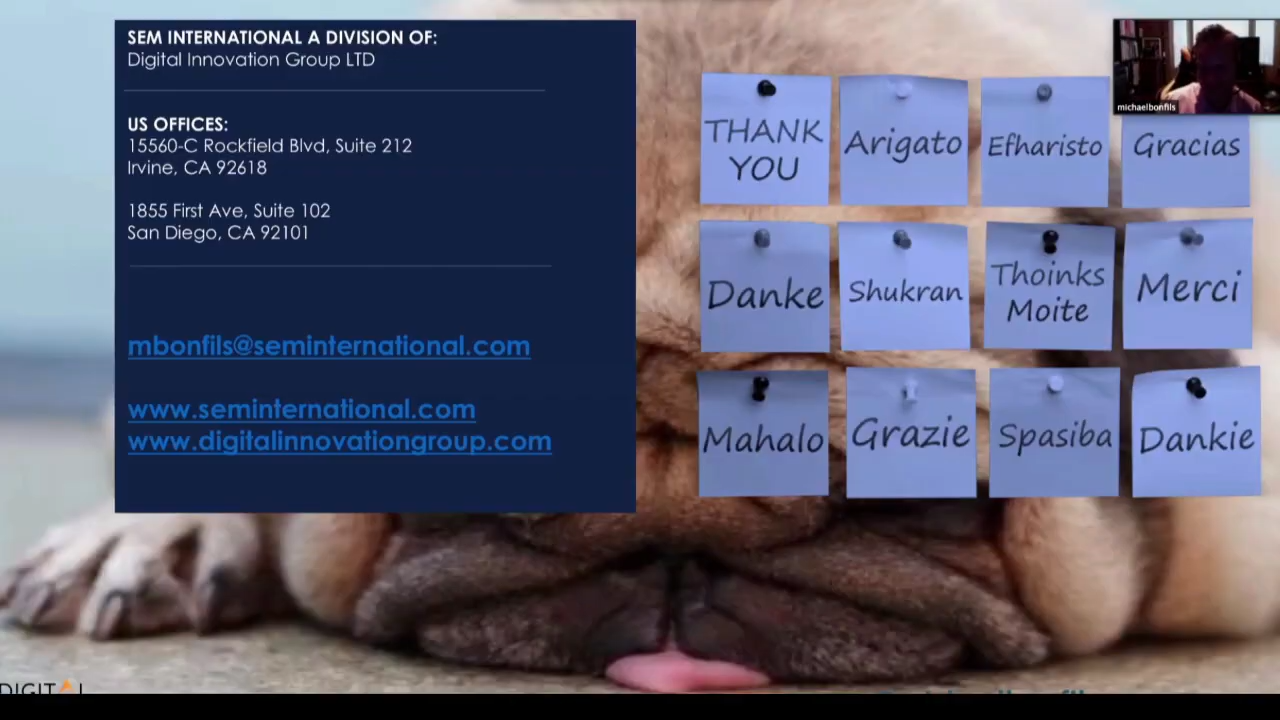 SEM INTERNATIONAL A DIVISION OF:
Digital Innovation Group LTD
US OFFICES:
15560-C Rockfield Blvd, Suite 212
Irvine, CA 92618
1855 First Ave, Suite 102
San Diego, CA 92101
mbonfils@seminternational.com
www.seminternational.com
www.digitalinnovationgroup.com
michaelbonfils
THANK
YOU
Arigato
Efharisto
Gracias
Danke
Shukran
Thoinks
Moite
Merci
Mahalo
Grazie
Spasiba
Dankie
DIGITAL